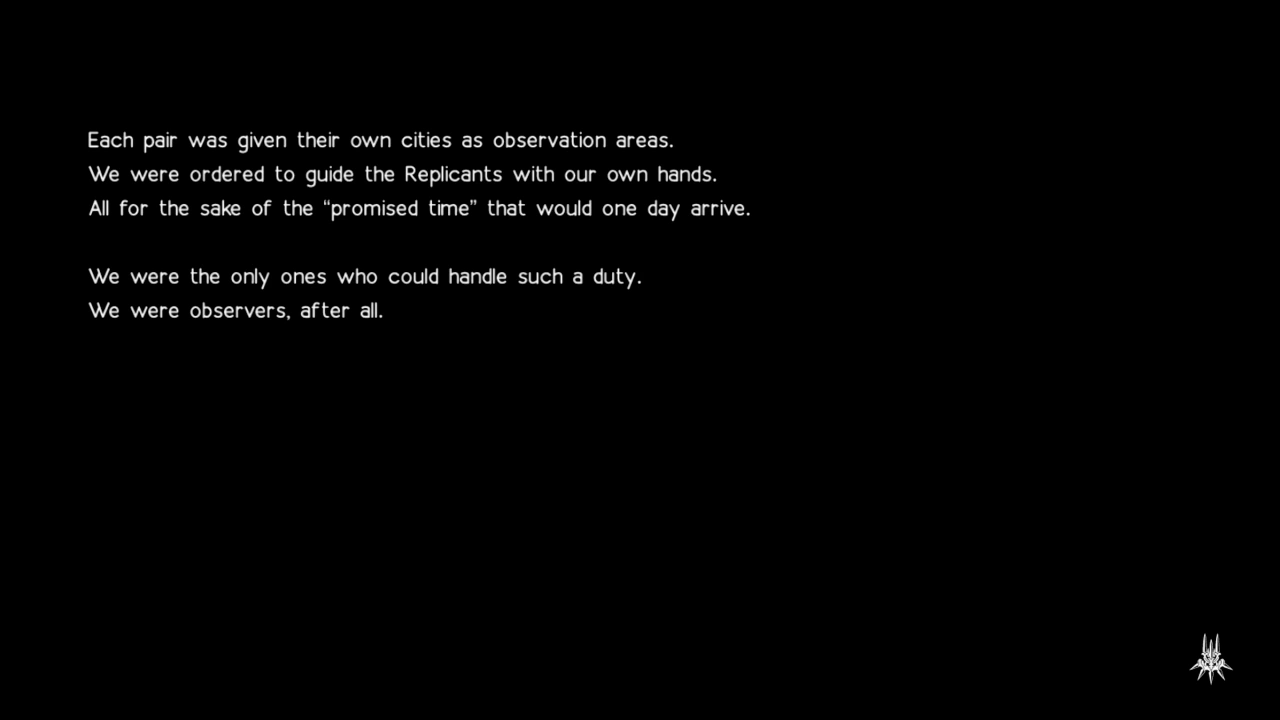 Each pair was given their own cities as observation areas.
We were ordered to guide the Replicants with our own hands.
All for the sake of the “promised time” that would one day arrive.
We were the only ones who could handle such a duty.
We were observers, after all.